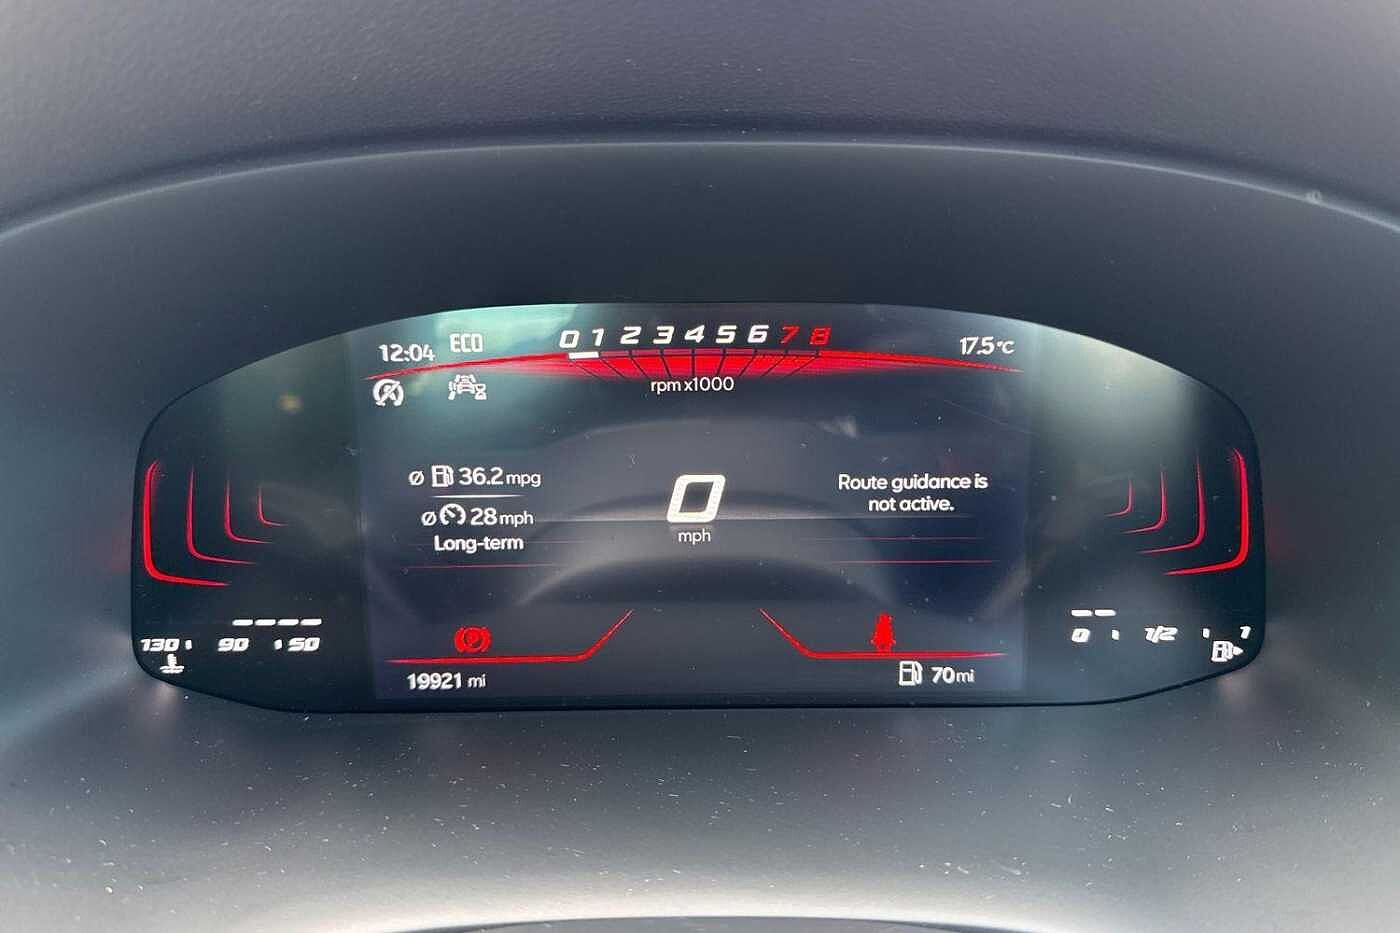 12:04 ECO 0 1 2 3 4 5 6 7 8 17.5°C
rpm x1000
Ø 36.2 mpg
Ø 28 mph
Long-term
0
mph
Route guidance is
not active.
130 90 50
0 1/2 1
19921 mi
70 mi